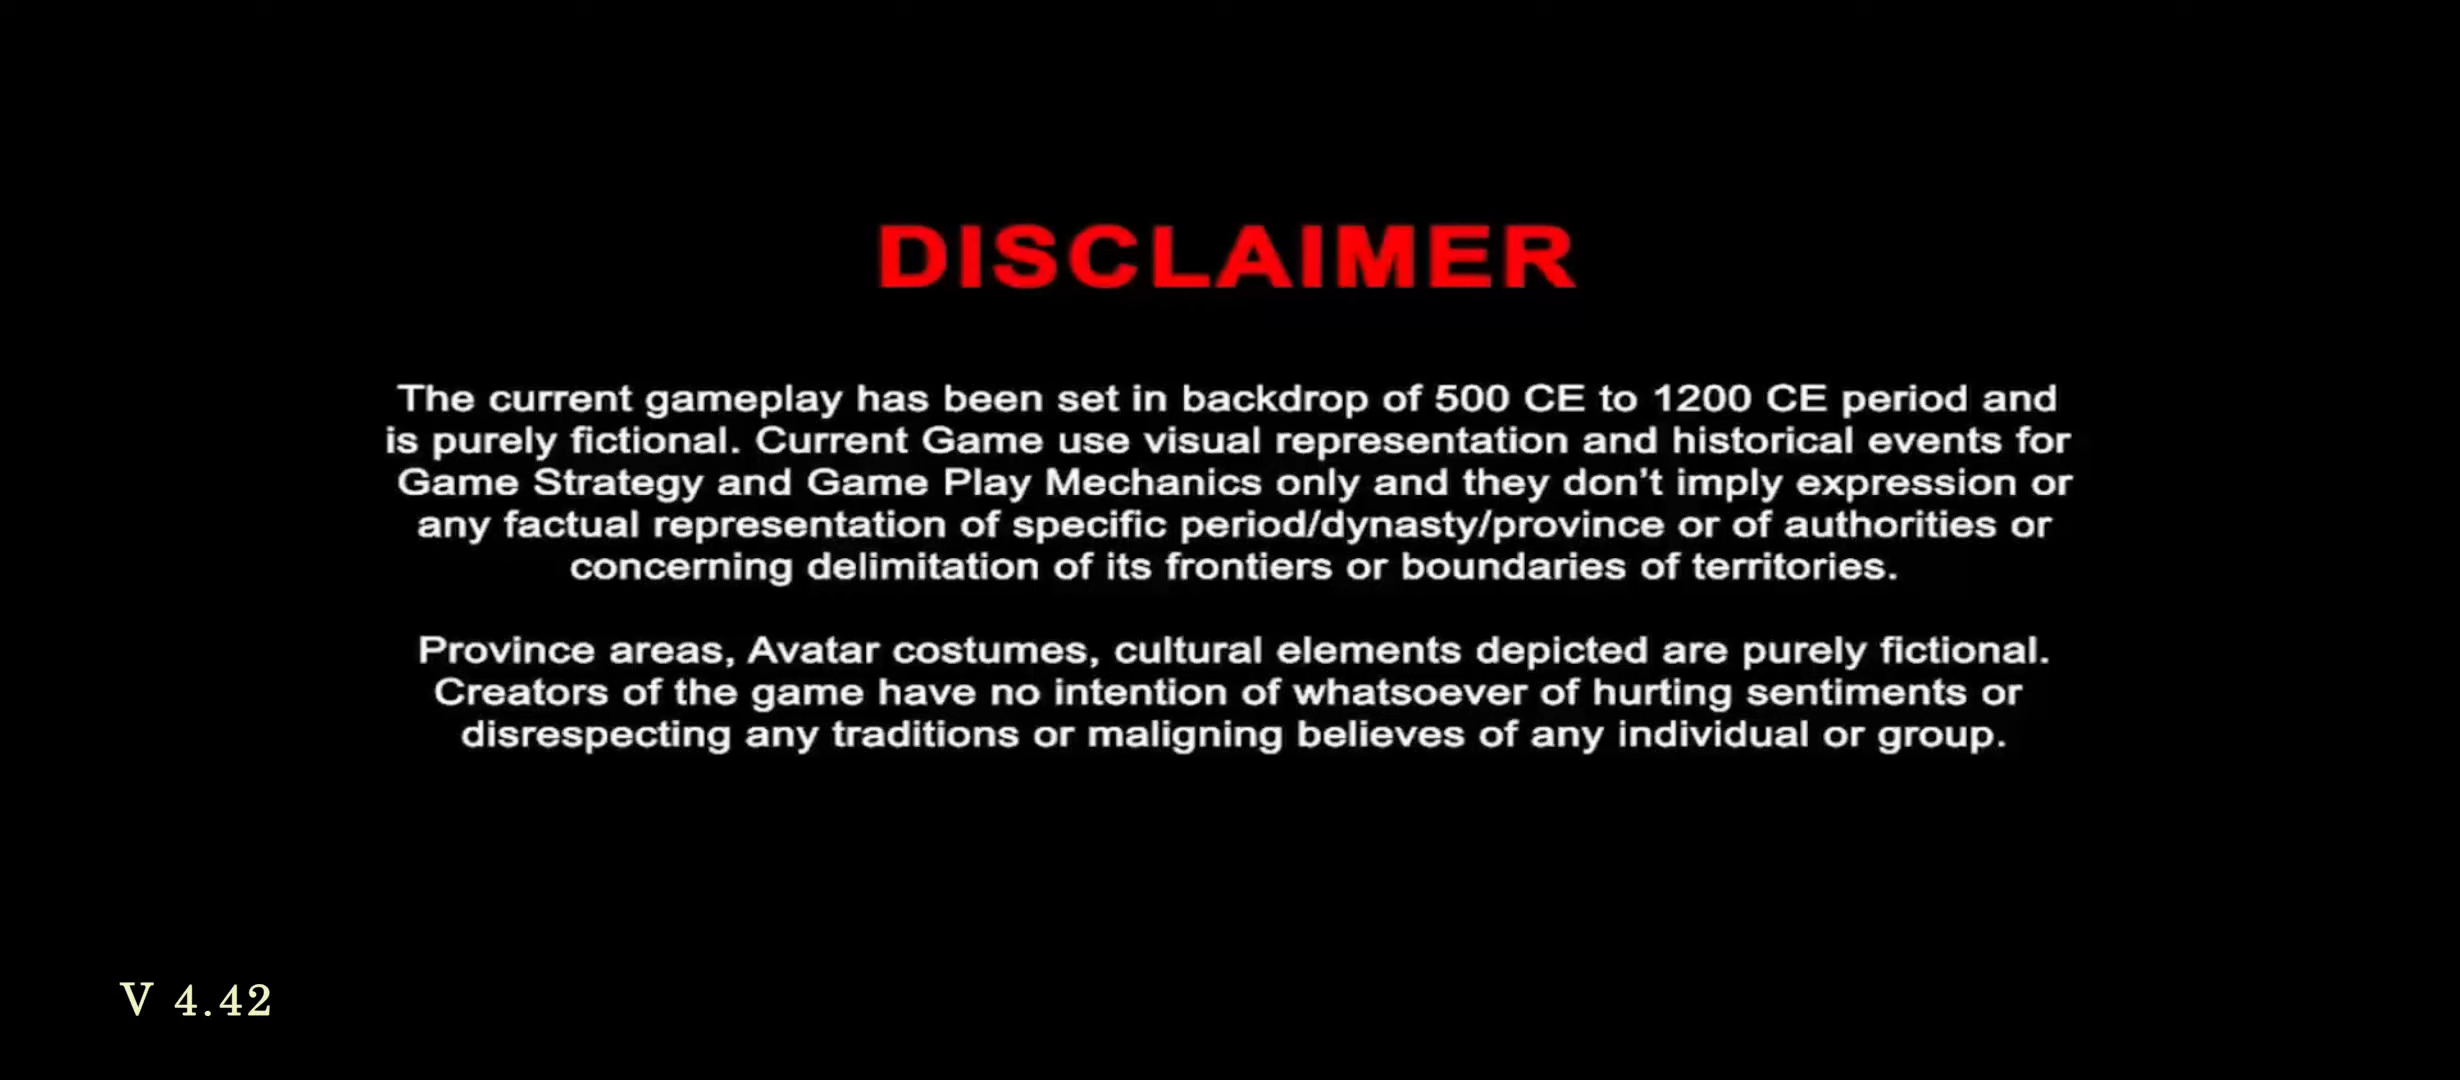 DISCLAIMER
The current gameplay has been set in backdrop of 500 CE to 1200 CE period and
is purely fictional. Current Game use visual representation and historical events for
Game Strategy and Game Play Mechanics only and they don’t imply expression or
any factual representation of specific period/dynasty/province or of authorities or
concerning delimitation of its frontiers or boundaries of territories.
Province areas, Avatar costumes, cultural elements depicted are purely fictional.
Creators of the game have no intention of whatsoever of hurting sentiments or
disrespecting any traditions or maligning believes of any individual or group.
V 4.42